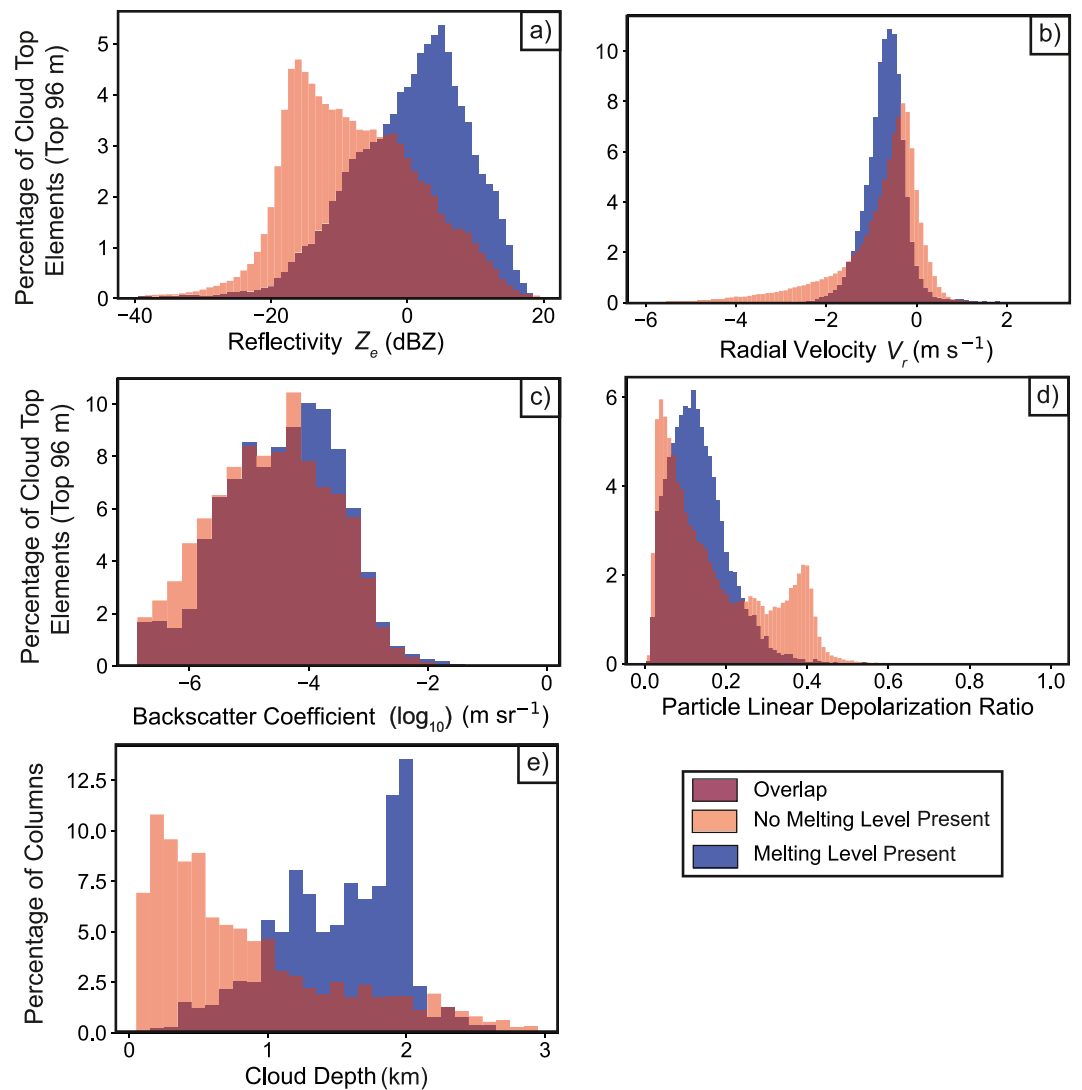 a)
Percentage of Cloud Top
Elements (Top 96 m)
5
4
3
2
1
0
−40
−20
0
20
Reflectivity Z_e (dBZ)
b)
10
8
6
4
2
0
−6
−4
−2
0
2
Radial Velocity V_r (m s⁻¹)
c)
Percentage of Cloud Top
Elements (Top 96 m)
10
8
6
4
2
0
−6
−4
−2
0
Backscatter Coefficient (log₁₀) (m sr⁻¹)
d)
6
4
2
0
0.0
0.2
0.4
0.6
0.8
1.0
Particle Linear Depolarization Ratio
e)
Percentage of Columns
12.5
10.0
7.5
5.0
2.5
0.0
0
1
2
3
Cloud Depth (km)
Overlap
No Melting Level Present
Melting Level Present